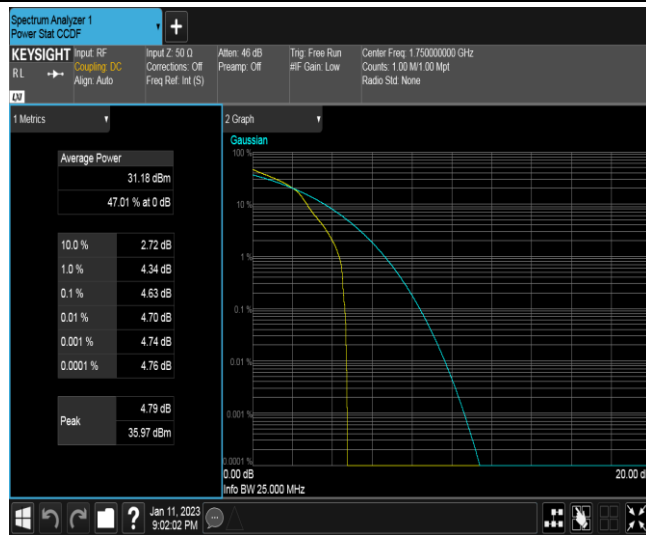 Spectrum Analyzer 1
Power Stat CCDF
+
KEYSIGHT
RL
Input: RF
Coupling: DC
Align: Auto
Input Z: 50 Ω
Corrections: Off
Freq Ref: Int (S)
Atten: 46 dB
Preamp: Off
Trig: Free Run
#IF Gain: Low
Center Freq: 1.750000000 GHz
Counts: 1.00 M/1.00 Mpt
Radio Std: None
1 Metrics
Average Power
31.18 dBm
47.01 % at 0 dB
10.0 % 2.72 dB
1.0 % 4.34 dB
0.1 % 4.63 dB
0.01 % 4.70 dB
0.001 % 4.74 dB
0.0001 % 4.76 dB
Peak
4.79 dB
35.97 dBm
2 Graph
Gaussian
100 %
10 %
1 %
0.1 %
0.01 %
0.001 %
0.0001 %
0.00 dB 20.00 d
Info BW 25.000 MHz
?
Jan 11, 2023
9:02:02 PM